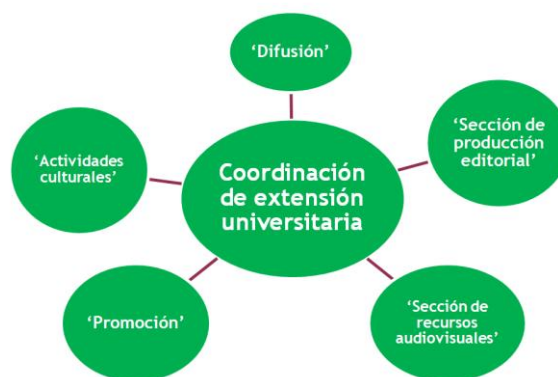 ‘Difusión’
‘Sección de
producción
editorial’
‘Actividades
culturales’
Coordinación
de extensión
universitaria
‘Promoción’
‘Sección de
recursos
audiovisuales’